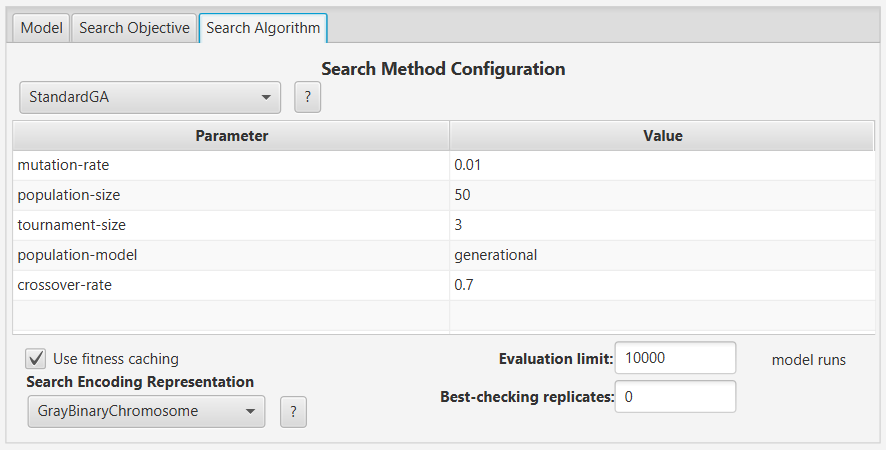 Model Search Objective Search Algorithm
Search Method Configuration
StandardGA ?
Parameter Value
mutation-rate 0.01
population-size 50
tournament-size 3
population-model generational
crossover-rate 0.7
Use fitness caching Evaluation limit: 10000 model runs
Search Encoding Representation
Best-checking replicates: 0
GrayBinaryChromosome ?